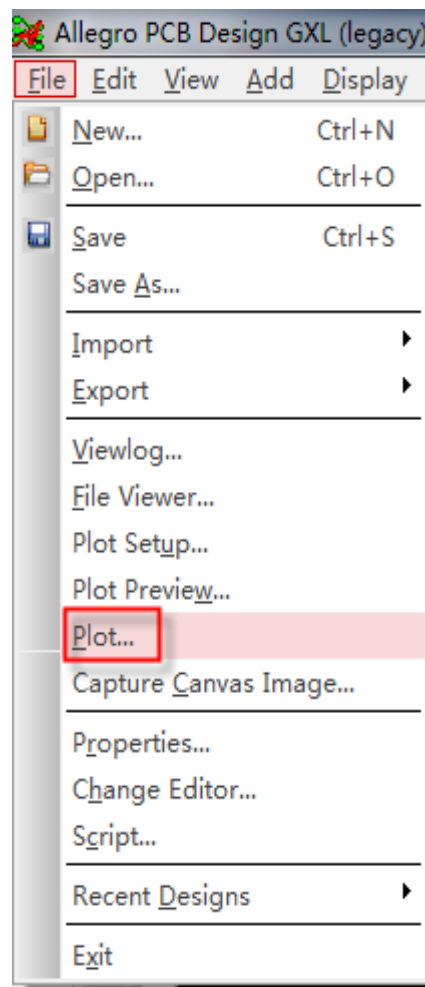 Allegro PCB Design GXL (legacy)
File Edit View Add Display
New... Ctrl+N
Open... Ctrl+O
Save Ctrl+S
Save As...
Import
Export
Viewlog...
File Viewer...
Plot Setup...
Plot Preview...
Plot...
Capture Canvas Image...
Properties...
Change Editor...
Script...
Recent Designs
Exit